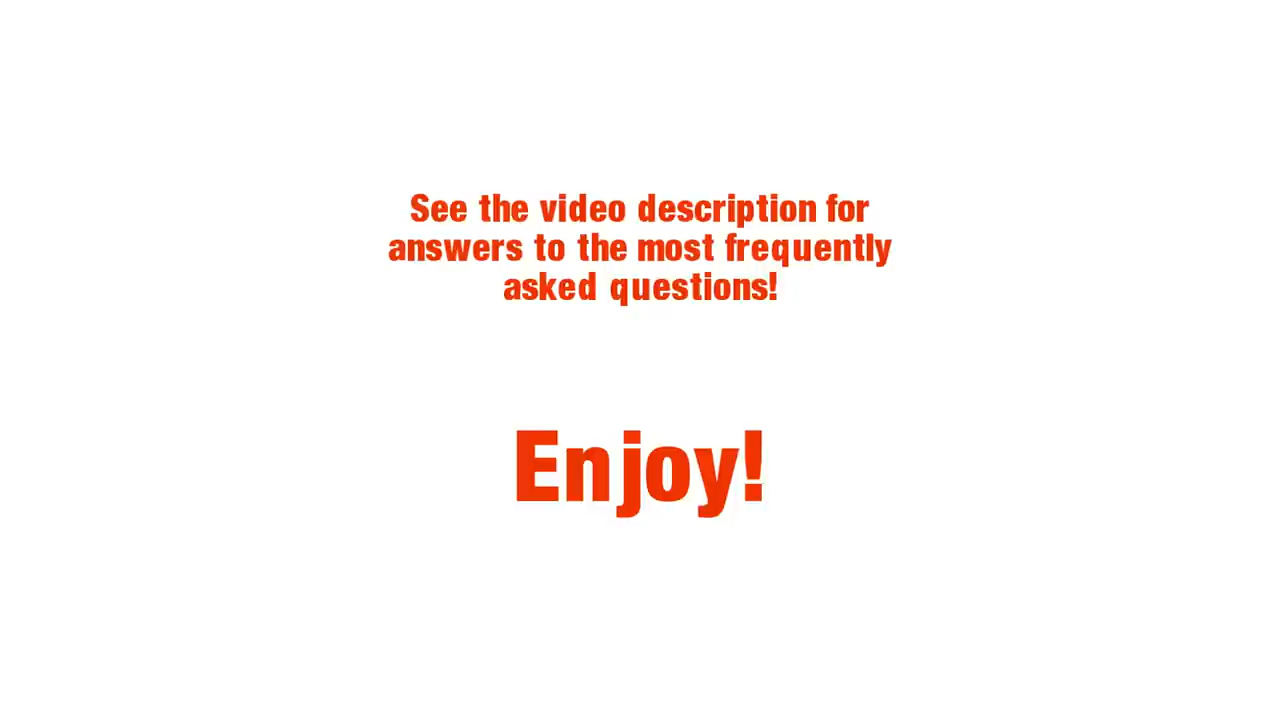 See the video description for
answers to the most frequently
asked questions!
Enjoy!